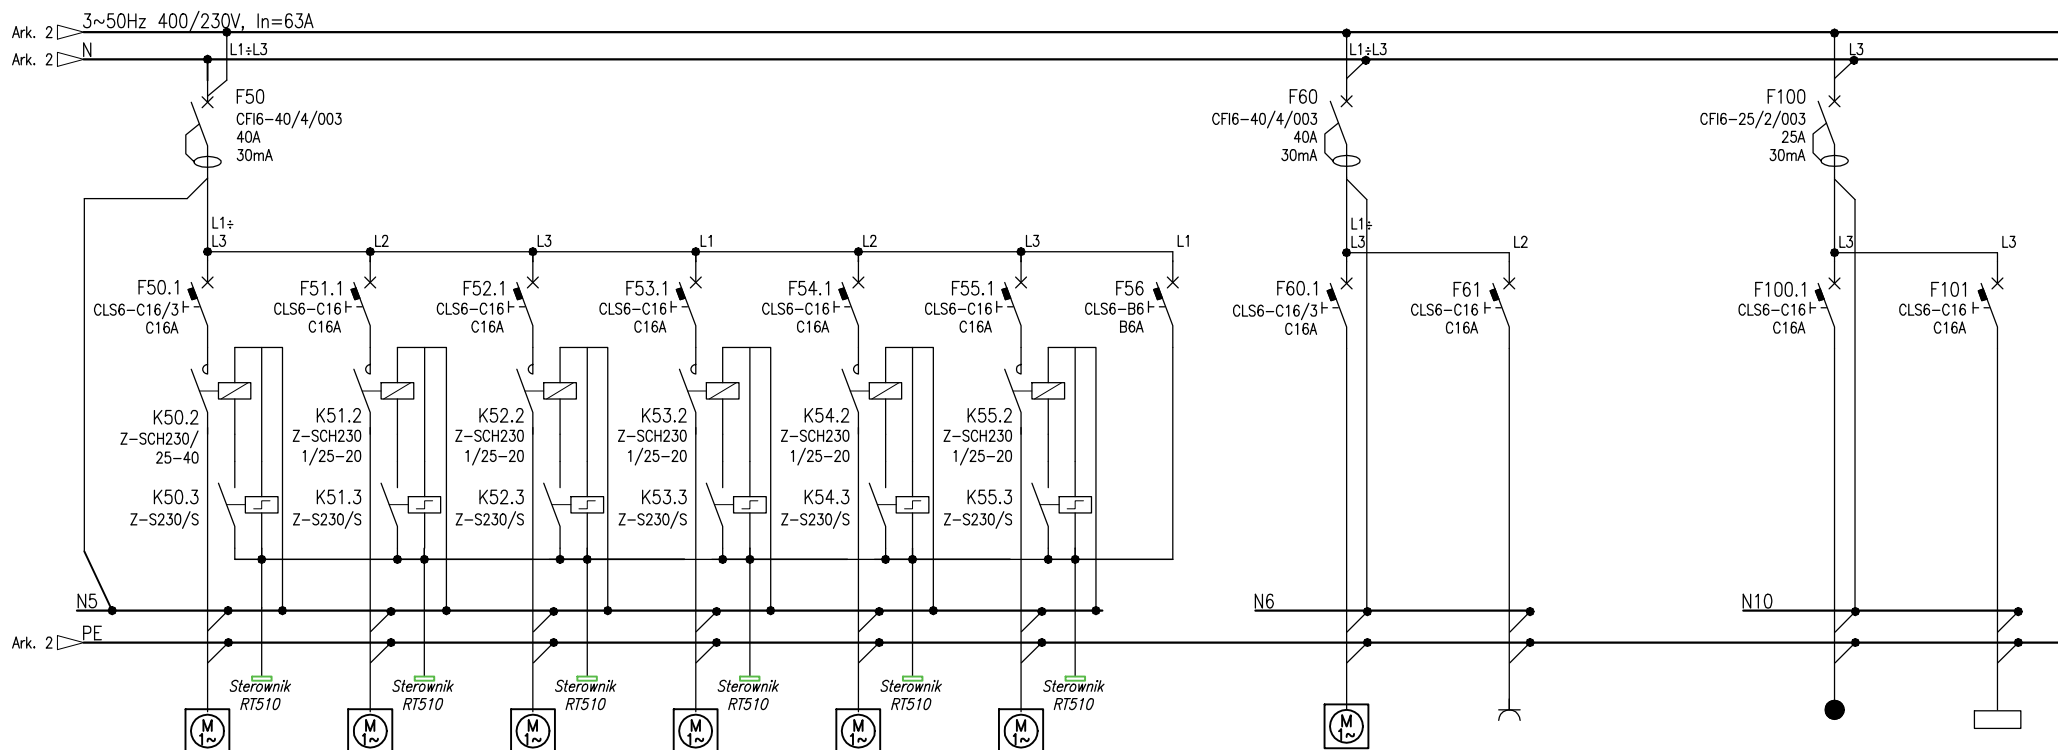 Ark. 2 3~50Hz 400/230V, In=63A
Ark. 2 N
L1÷L3
L1÷L3
L3
F50
CFI6-40/4/003
40A
30mA
F60
CFI6-40/4/003
40A
30mA
F100
CFI6-25/2/003
25A
30mA
L1÷
L3
L2
L3
L1
L2
L3
L1
L1÷
L3
L2
L3
L3
F50.1
CLS6-C16/3
C16A
F51.1
CLS6-C16
C16A
F52.1
CLS6-C16
C16A
F53.1
CLS6-C16
C16A
F54.1
CLS6-C16
C16A
F55.1
CLS6-C16
C16A
F56
CLS6-B6
B6A
F60.1
CLS6-C16/3
C16A
F61
CLS6-C16
C16A
F100.1
CLS6-C16
C16A
F101
CLS6-C16
C16A
K50.2
Z-SCH230/
25-40
K51.2
Z-SCH230
1/25-20
K52.2
Z-SCH230
1/25-20
K53.2
Z-SCH230
1/25-20
K54.2
Z-SCH230
1/25-20
K55.2
Z-SCH230
1/25-20
K50.3
Z-S230/S
K51.3
Z-S230/S
K52.3
Z-S230/S
K53.3
Z-S230/S
K54.3
Z-S230/S
K55.3
Z-S230/S
N5
N6
N10
Ark. 2 PE
Sterownik
RT510
Sterownik
RT510
Sterownik
RT510
Sterownik
RT510
Sterownik
RT510
Sterownik
RT510
M
1~
M
1~
M
1~
M
1~
M
1~
M
1~
M
1~